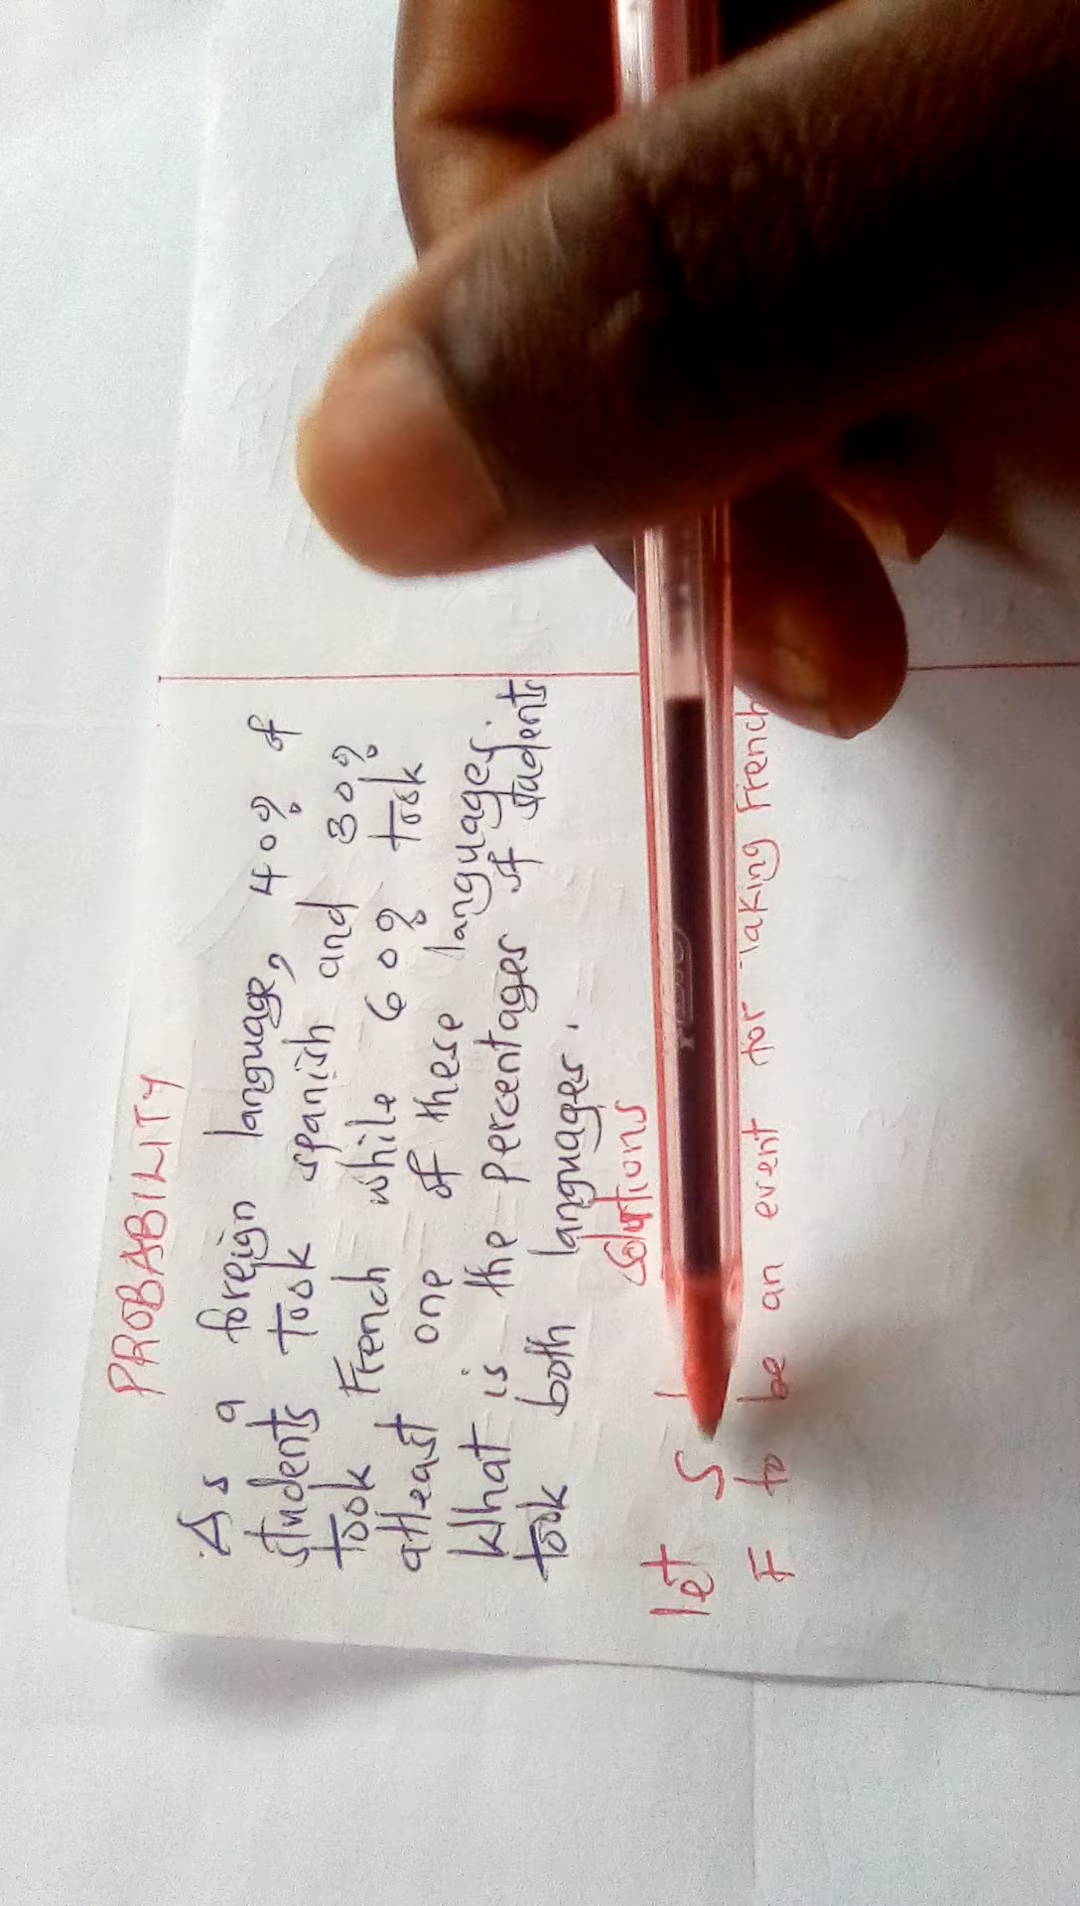 PROBABILITY
As a foreign language, 40% of
students took spanish and 30%
took French while 60% took
atleast one of these languages.
What is the percentages of students
took both languages.
Solutions
let S
F to be an event for taking French